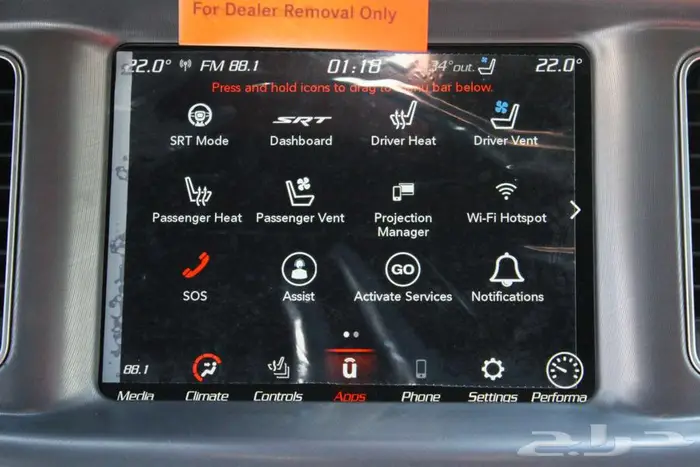 For Dealer Removal Only
22.0° FM 88.1 01:18 34°out. 22.0°
Press and hold icons to drag to menu bar below.
SRT
SRT Mode Dashboard Driver Heat Driver Vent
Passenger Heat Passenger Vent Projection Manager Wi-Fi Hotspot
GO
SOS Assist Activate Services Notifications
88.1 u
Media Climate Controls Apps Phone Settings Performa
حراج